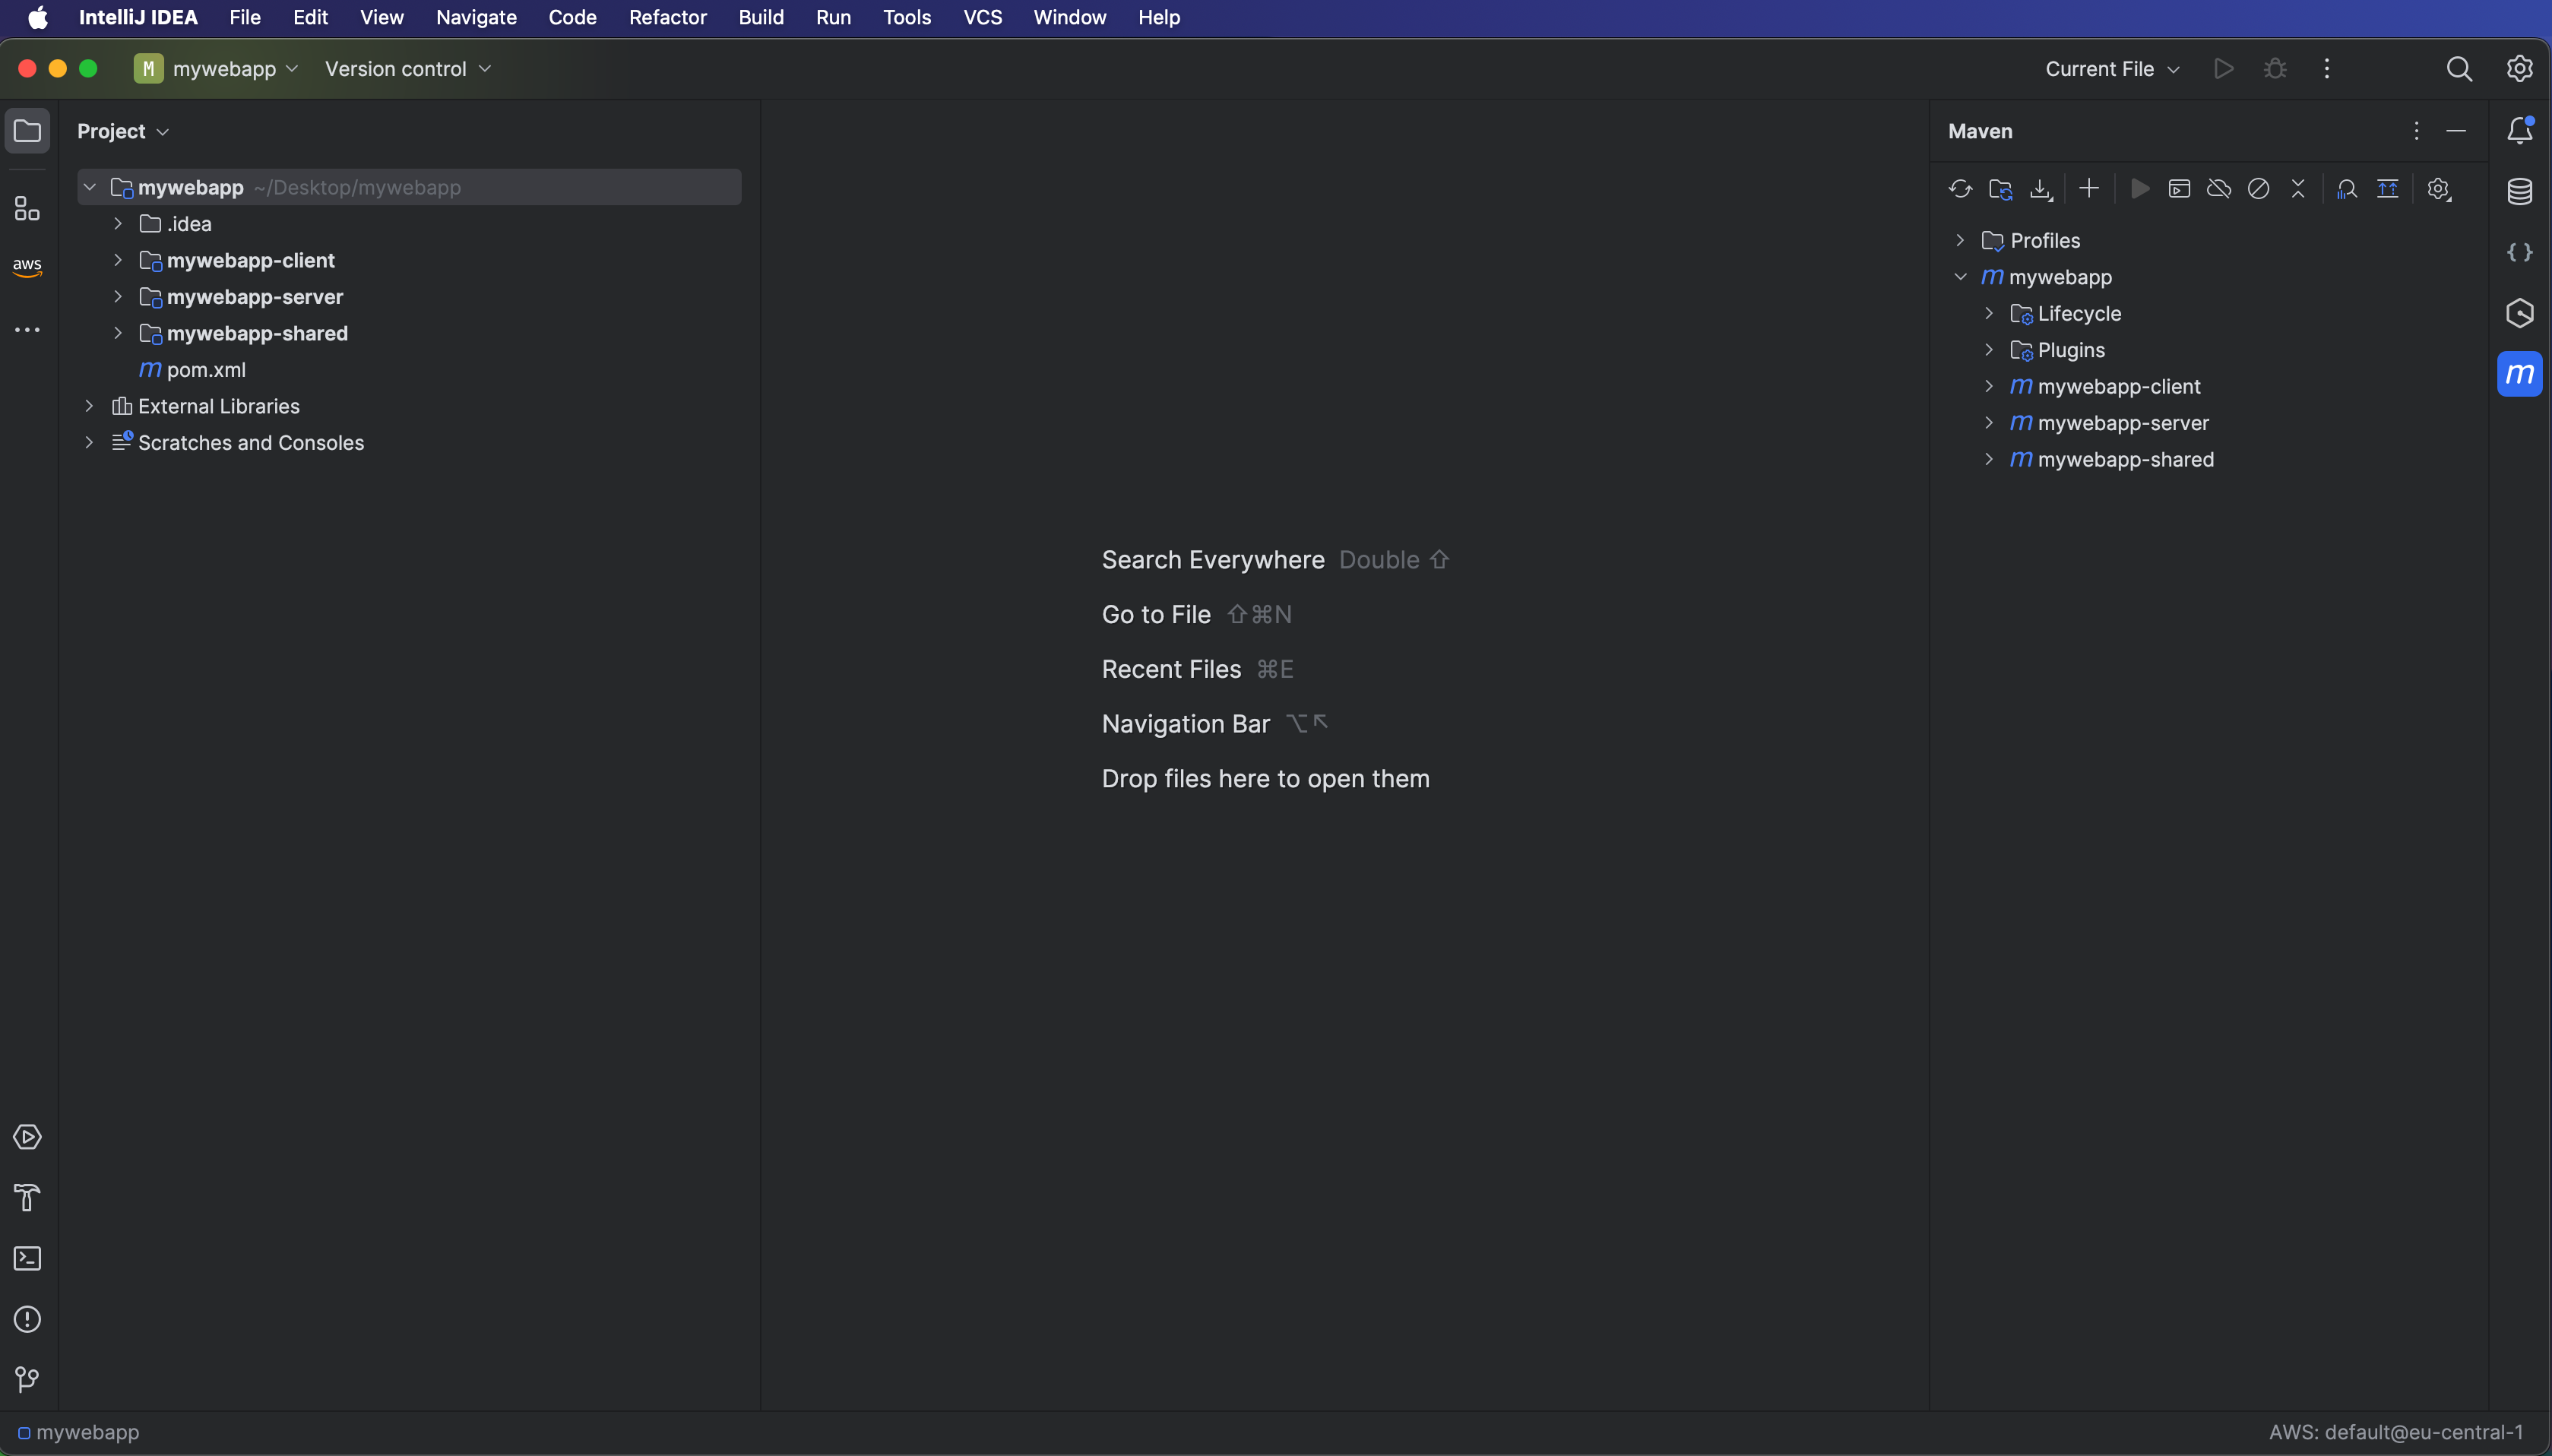 IntelliJ IDEA File Edit View Navigate Code Refactor Build Run Tools VCS Window Help
M mywebapp Version control Current File
Project
mywebapp ~/Desktop/mywebapp
.idea
mywebapp-client
mywebapp-server
mywebapp-shared
m pom.xml
External Libraries
Scratches and Consoles
aws
Search Everywhere Double ⇧
Go to File ⇧⌘N
Recent Files ⌘E
Navigation Bar ⌥↖
Drop files here to open them
Maven
Profiles
m mywebapp
Lifecycle
Plugins
m mywebapp-client
m mywebapp-server
m mywebapp-shared
m
mywebapp
AWS: default@eu-central-1